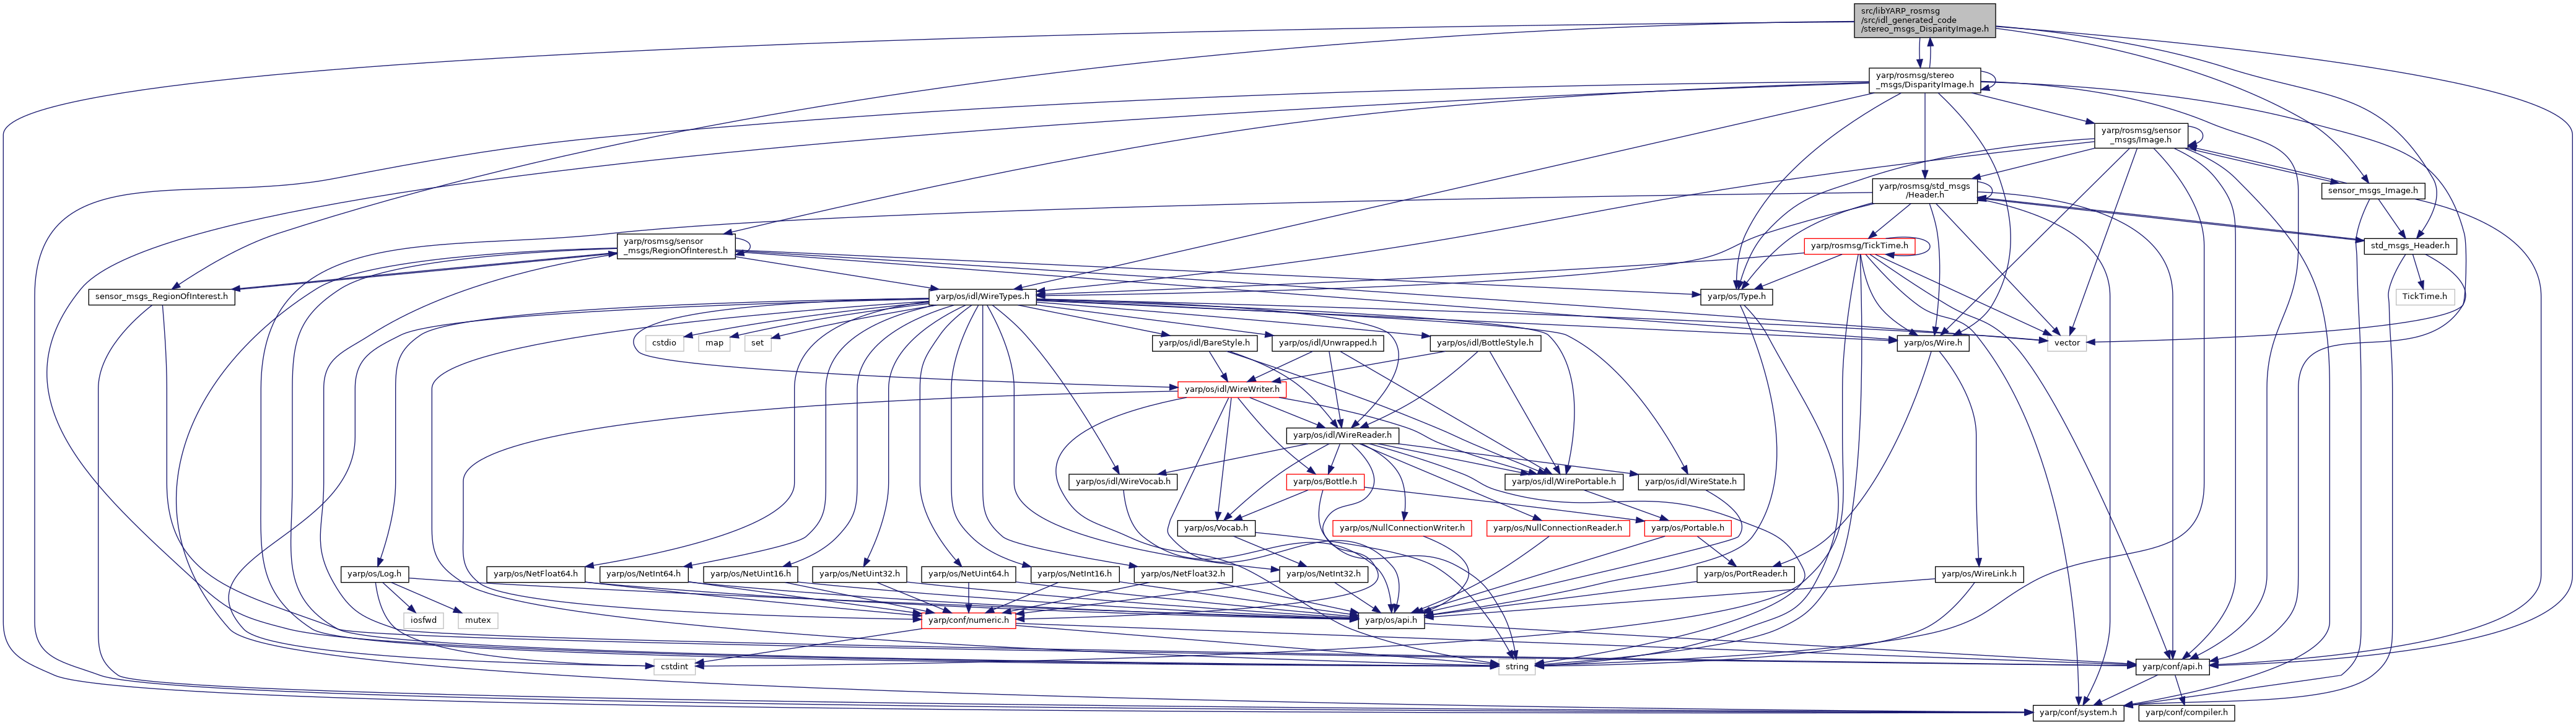 src/libYARP_rosmsg
/src/idl_generated_code
/stereo_msgs_DisparityImage.h
yarp/rosmsg/stereo
_msgs/DisparityImage.h
yarp/rosmsg/sensor
_msgs/Image.h
yarp/rosmsg/std_msgs
/Header.h
sensor_msgs_Image.h
yarp/rosmsg/sensor
_msgs/RegionOfInterest.h
yarp/rosmsg/TickTime.h
std_msgs_Header.h
sensor_msgs_RegionOfInterest.h
yarp/os/idl/WireTypes.h
yarp/os/Type.h
TickTime.h
cstdio
map
set
yarp/os/idl/BareStyle.h
yarp/os/idl/Unwrapped.h
yarp/os/idl/BottleStyle.h
yarp/os/Wire.h
vector
yarp/os/idl/WireWriter.h
yarp/os/idl/WireReader.h
yarp/os/idl/WireVocab.h
yarp/os/Bottle.h
yarp/os/idl/WirePortable.h
yarp/os/idl/WireState.h
yarp/os/Vocab.h
yarp/os/NullConnectionWriter.h
yarp/os/NullConnectionReader.h
yarp/os/Portable.h
yarp/os/Log.h
yarp/os/NetFloat64.h
yarp/os/NetInt64.h
yarp/os/NetUint16.h
yarp/os/NetUint32.h
yarp/os/NetUint64.h
yarp/os/NetInt16.h
yarp/os/NetFloat32.h
yarp/os/NetInt32.h
yarp/os/PortReader.h
yarp/os/WireLink.h
iosfwd
mutex
yarp/conf/numeric.h
yarp/os/api.h
cstdint
string
yarp/conf/api.h
yarp/conf/system.h
yarp/conf/compiler.h